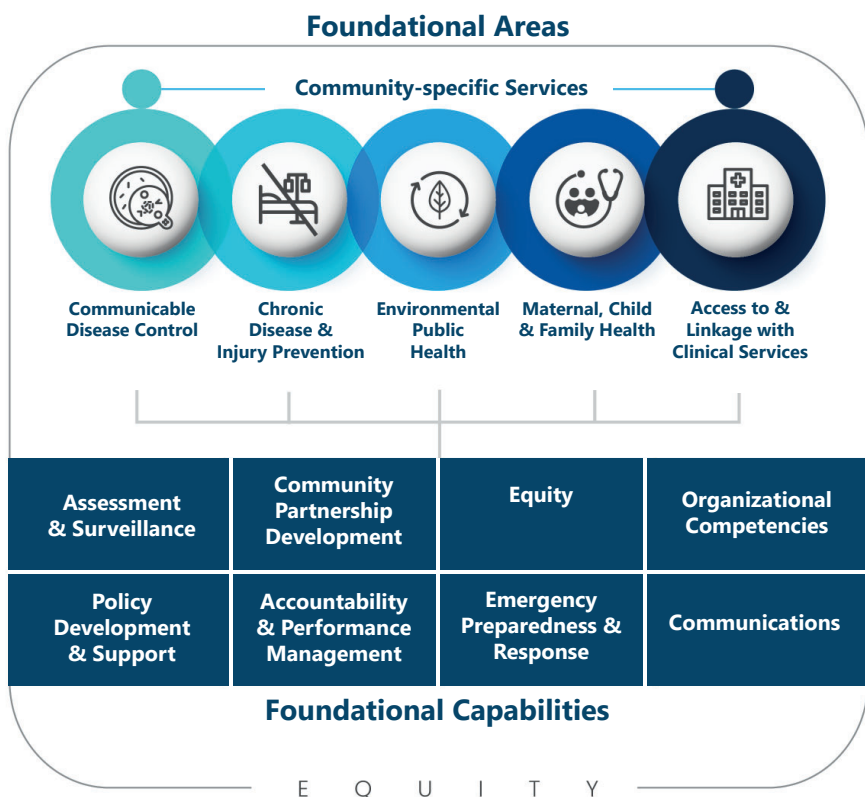 Foundational Areas
Community-specific Services
Communicable
Disease Control
Chronic
Disease &
Injury Prevention
Environmental
Public
Health
Maternal, Child
& Family Health
Access to &
Linkage with
Clinical Services
Assessment
& Surveillance
Community
Partnership
Development
Equity
Organizational
Competencies
Policy
Development
& Support
Accountability
& Performance
Management
Emergency
Preparedness &
Response
Communications
Foundational Capabilities
E Q U I T Y